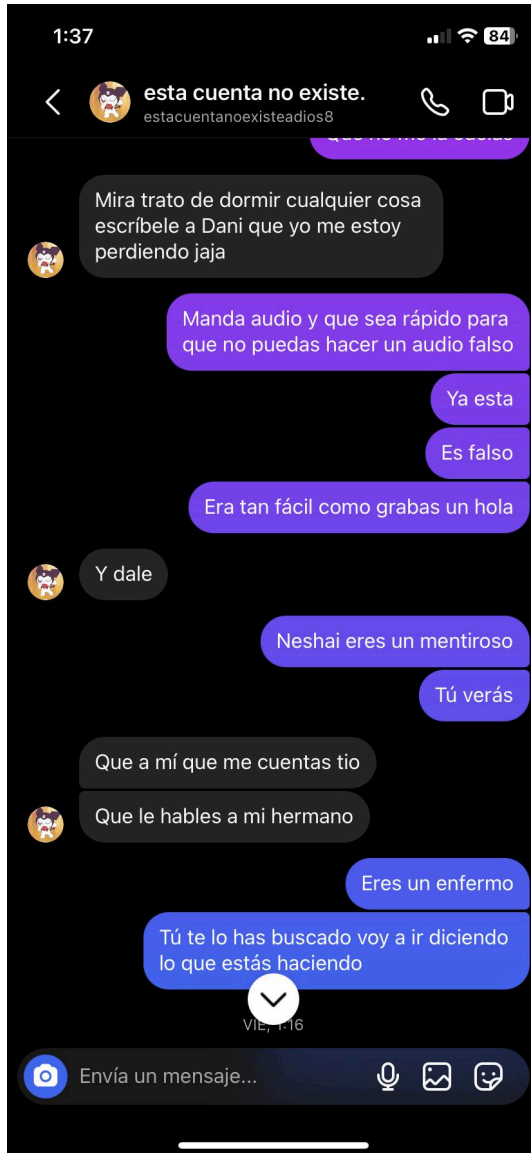 1:37
84
esta cuenta no existe.
estacuentanoexisteadios8
Mira trato de dormir cualquier cosa
escríbele a Dani que yo me estoy
perdiendo jaja
Manda audio y que sea rápido para
que no puedas hacer un audio falso
Ya esta
Es falso
Era tan fácil como grabas un hola
Y dale
Neshai eres un mentiroso
Tú verás
Que a mí que me cuentas tio
Que le hables a mi hermano
Eres un enfermo
Tú te lo has buscado voy a ir diciendo
lo que estás haciendo
VIE, 1:16
Envía un mensaje...